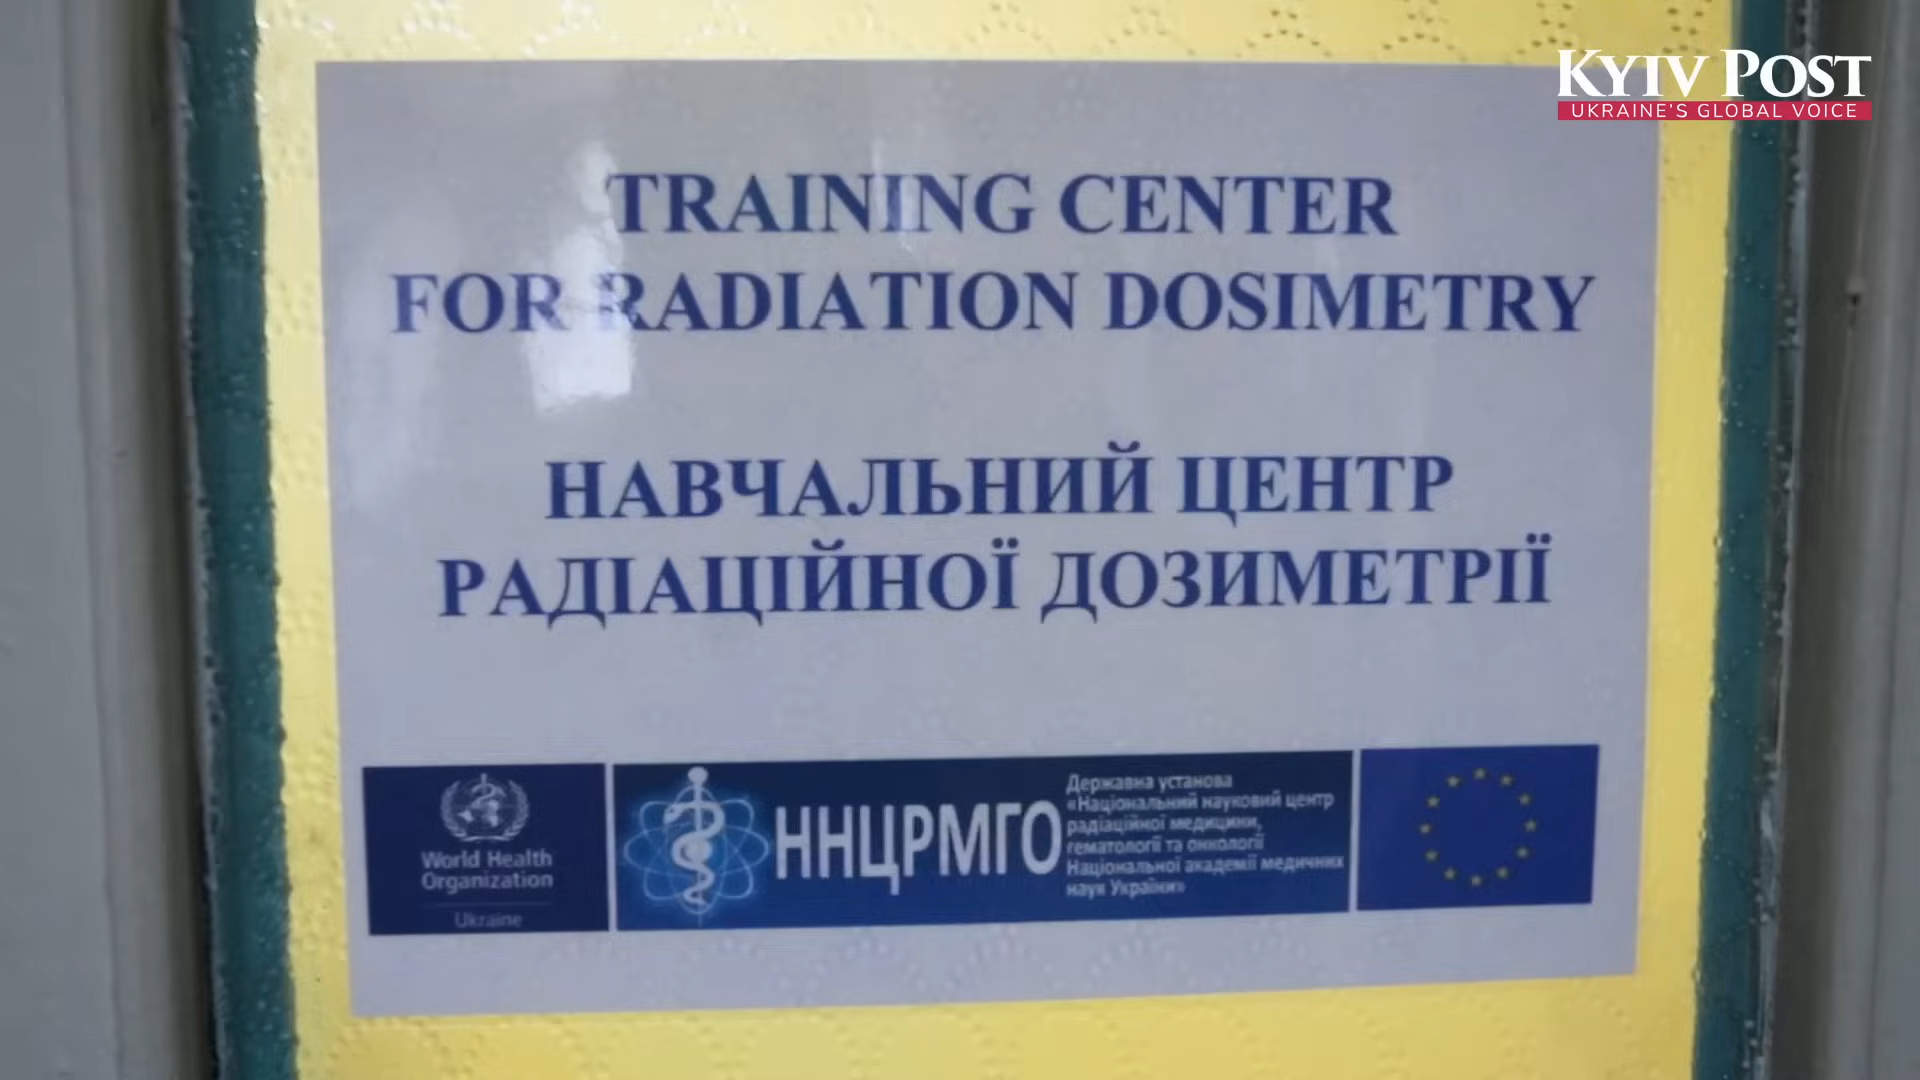 KYIV POST
UKRAINE'S GLOBAL VOICE
TRAINING CENTER
FOR RADIATION DOSIMETRY
НАВЧАЛЬНИЙ ЦЕНТР
РАДІАЦІЙНОЇ ДОЗИМЕТРІЇ
World Health
Organization
Ukraine
ННЦРМГО
Державна установа
«Національний науковий центр
радіаційної медицини,
гематології та онкології
Національної академії медичних
наук України»